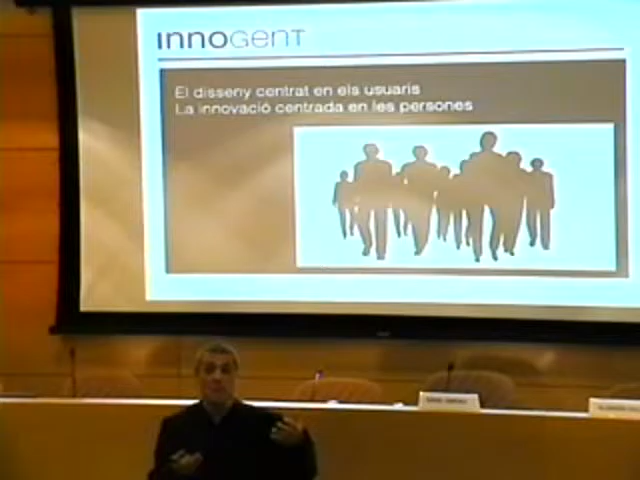 INNOGENT
El disseny centrat en els usuaris
La innovació centrada en les persones